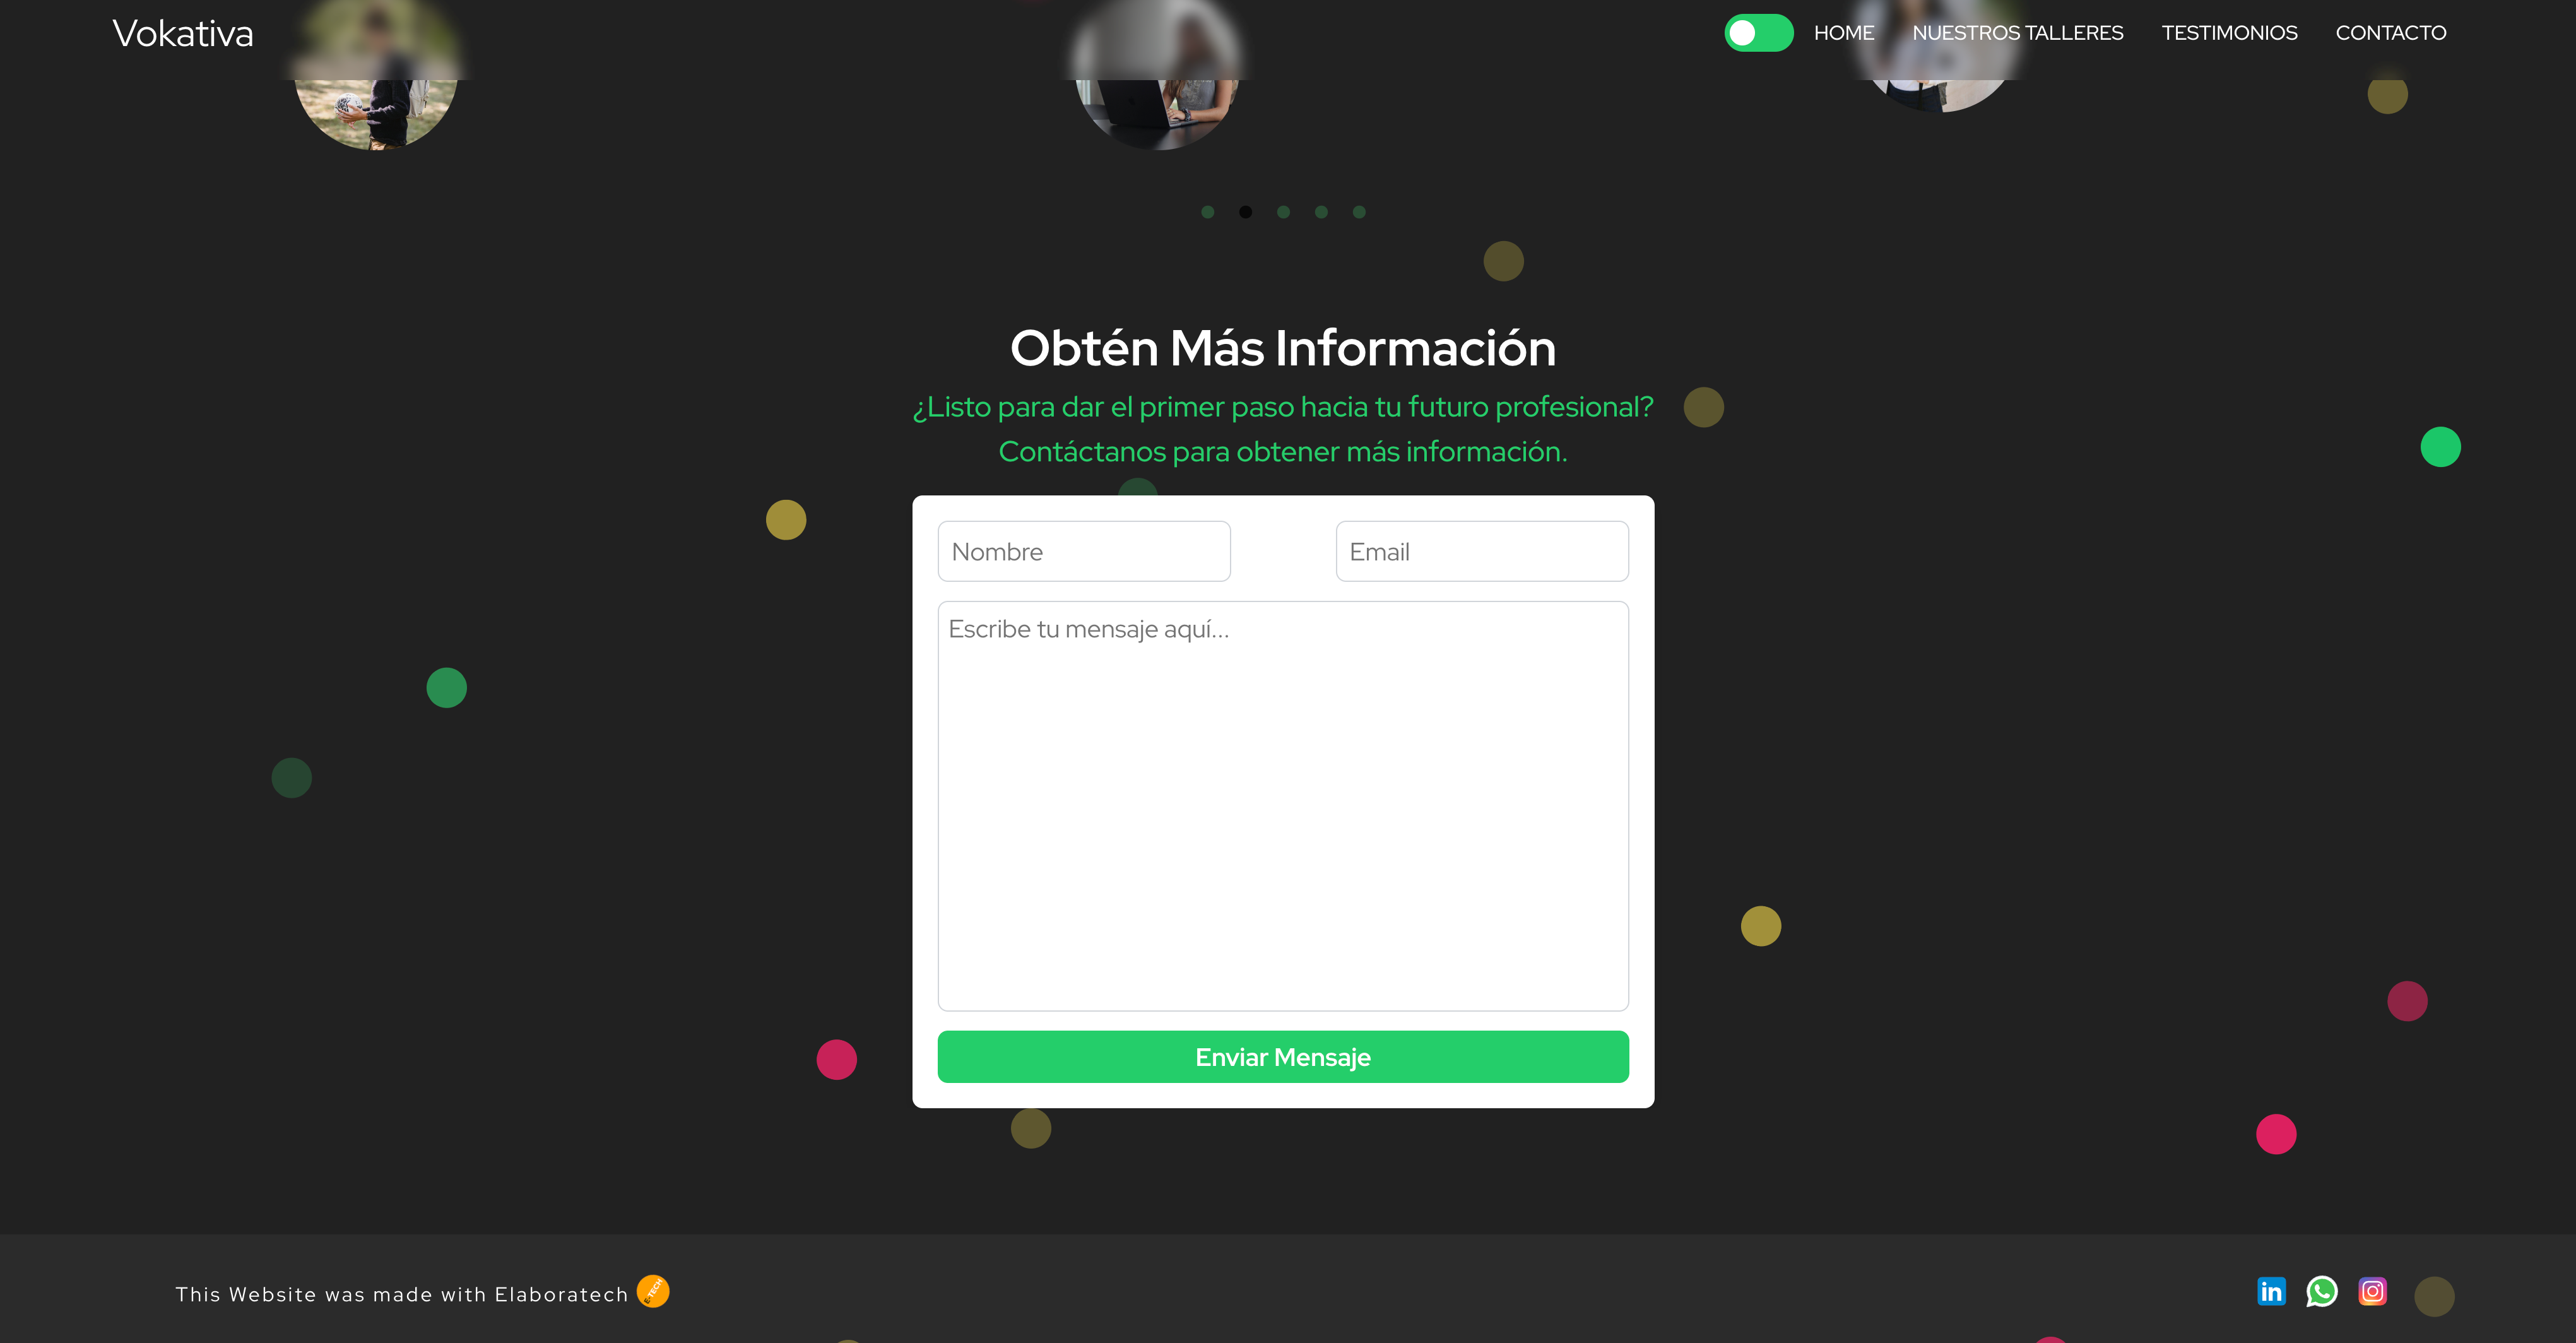 Vokativa
HOME
NUESTROS TALLERES
TESTIMONIOS
CONTACTO
Obtén Más Información
¿Listo para dar el primer paso hacia tu futuro profesional?
Contáctanos para obtener más información.
Nombre
Email
Escribe tu mensaje aquí...
Enviar Mensaje
This Website was made with Elaboratech
E-TECH
in